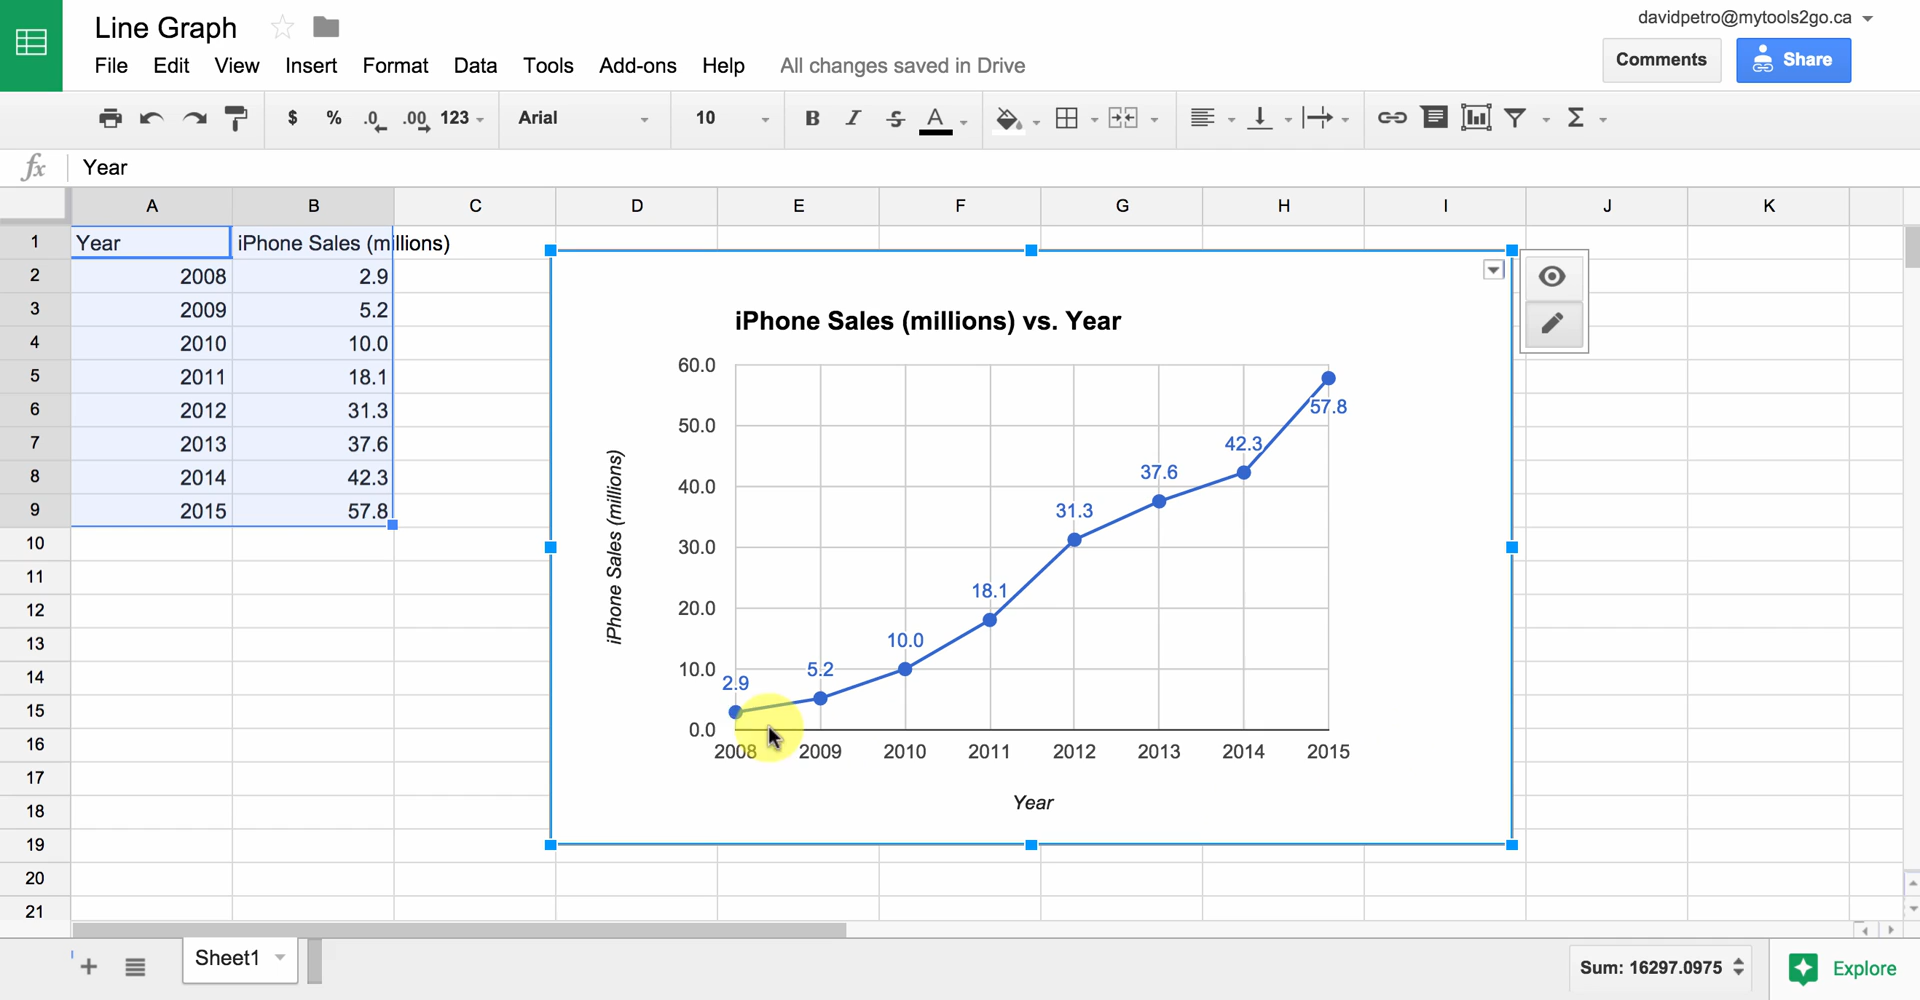 Line Graph
davidpetro@mytools2go.ca
File Edit View Insert Format Data Tools Add-ons Help All changes saved in Drive
Comments Share
$ % .0 .00 123 Arial 10 B I S A Σ
fx Year
A B C D E F G H I J K
1 Year iPhone Sales (millions)
2 2008 2.9
3 2009 5.2
4 2010 10.0
5 2011 18.1
6 2012 31.3
7 2013 37.6
8 2014 42.3
9 2015 57.8
10
11
12
13
14
15
16
17
18
19
20
21
iPhone Sales (millions) vs. Year
60.0
50.0
40.0
30.0
20.0
10.0
0.0
iPhone Sales (millions)
2.9 5.2 10.0 18.1 31.3 37.6 42.3 57.8
2008 2009 2010 2011 2012 2013 2014 2015
Year
Sheet1
Sum: 16297.0975
Explore